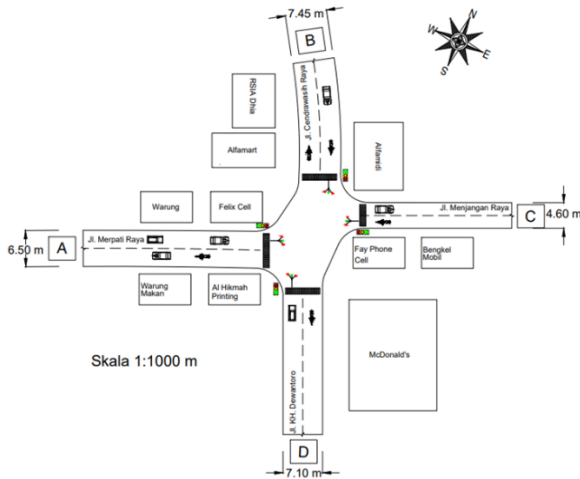 7.45 m
B
N
W
E
S
RSIA Dhia
Jl. Cendrawasih Raya
Alfamart
Alfamidi
Warung
Felix Cell
Jl. Menjangan Raya
4.60 m
C
6.50 m
A
Jl. Merpati Raya
Fay Phone
Cell
Bengkel
Mobil
Warung
Makan
Al Hikmah
Printing
McDonald's
Skala 1:1000 m
Jl. KH. Dewantoro
D
7.10 m